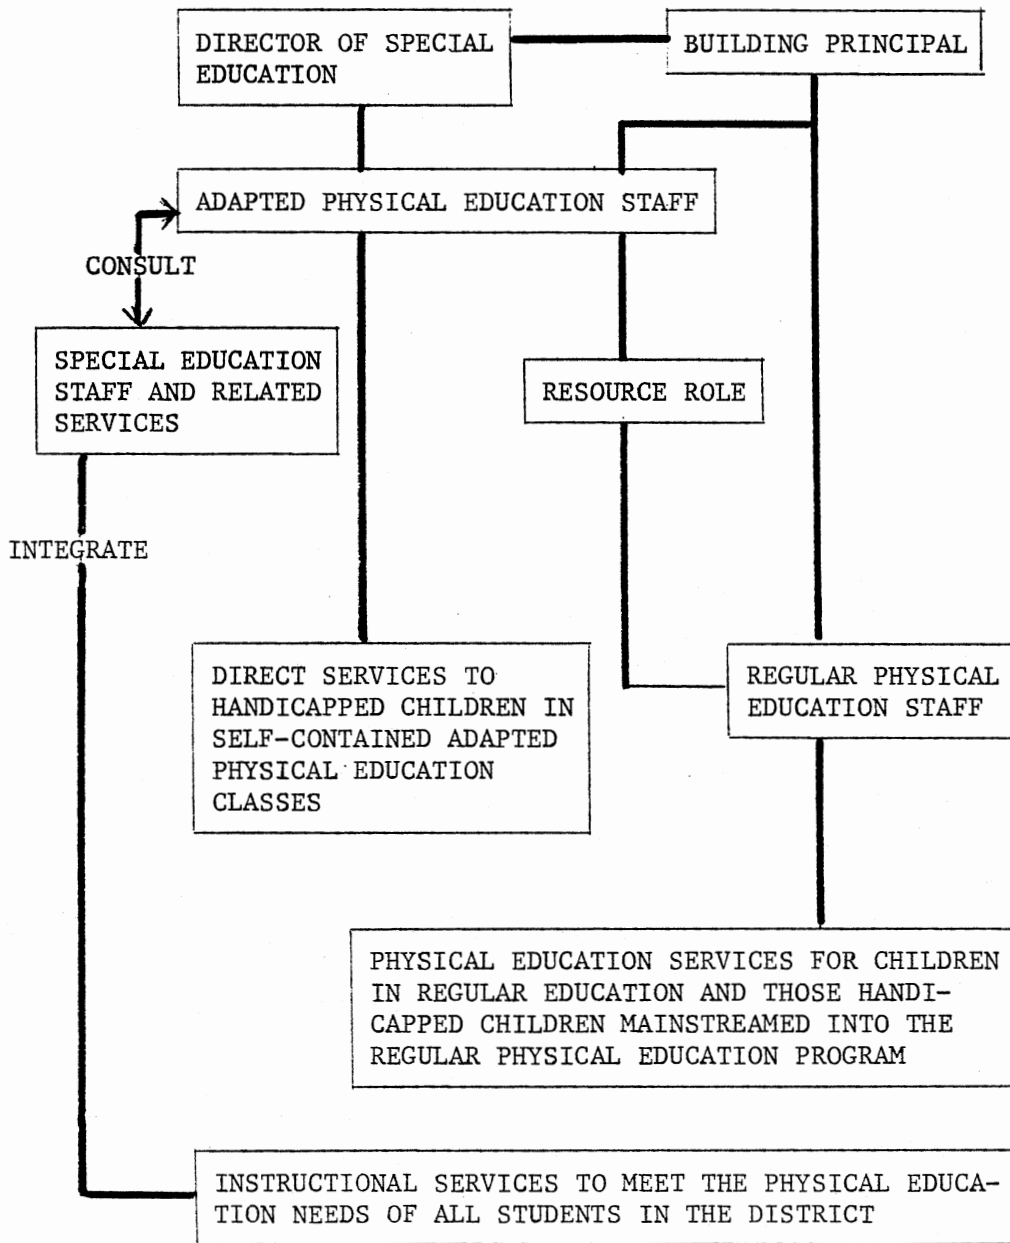 DIRECTOR OF SPECIAL
EDUCATION
BUILDING PRINCIPAL
ADAPTED PHYSICAL EDUCATION STAFF
CONSULT
SPECIAL EDUCATION
STAFF AND RELATED
SERVICES
RESOURCE ROLE
INTEGRATE
DIRECT SERVICES TO
HANDICAPPED CHILDREN IN
SELF-CONTAINED ADAPTED
PHYSICAL EDUCATION
CLASSES
REGULAR PHYSICAL
EDUCATION STAFF
PHYSICAL EDUCATION SERVICES FOR CHILDREN
IN REGULAR EDUCATION AND THOSE HANDI-
CAPPED CHILDREN MAINSTREAMED INTO THE
REGULAR PHYSICAL EDUCATION PROGRAM
INSTRUCTIONAL SERVICES TO MEET THE PHYSICAL EDUCA-
TION NEEDS OF ALL STUDENTS IN THE DISTRICT